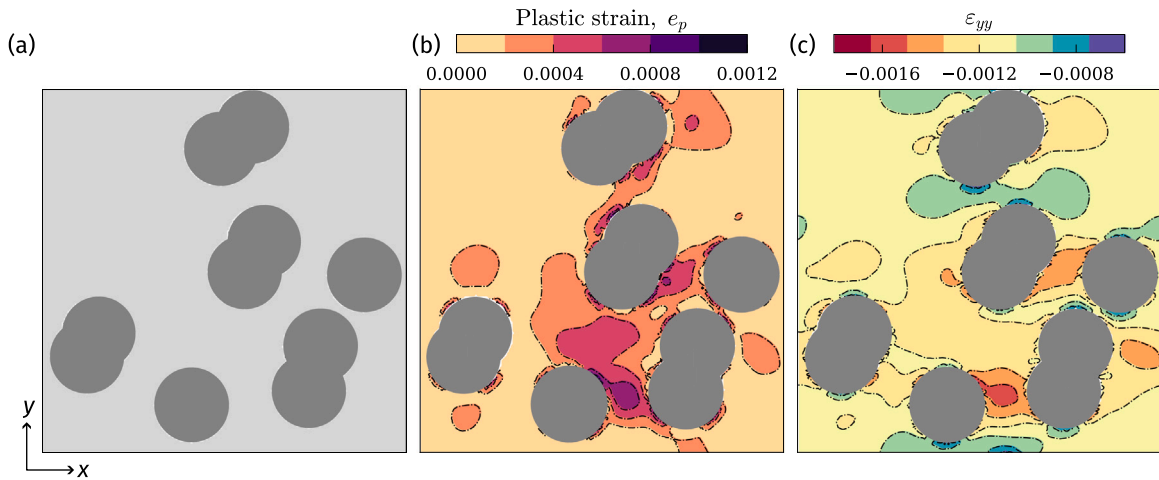 (a)
(b)
Plastic strain, e_p
0.0000 0.0004 0.0008 0.0012
(c)
ε_yy
−0.0016 −0.0012 −0.0008
y
x